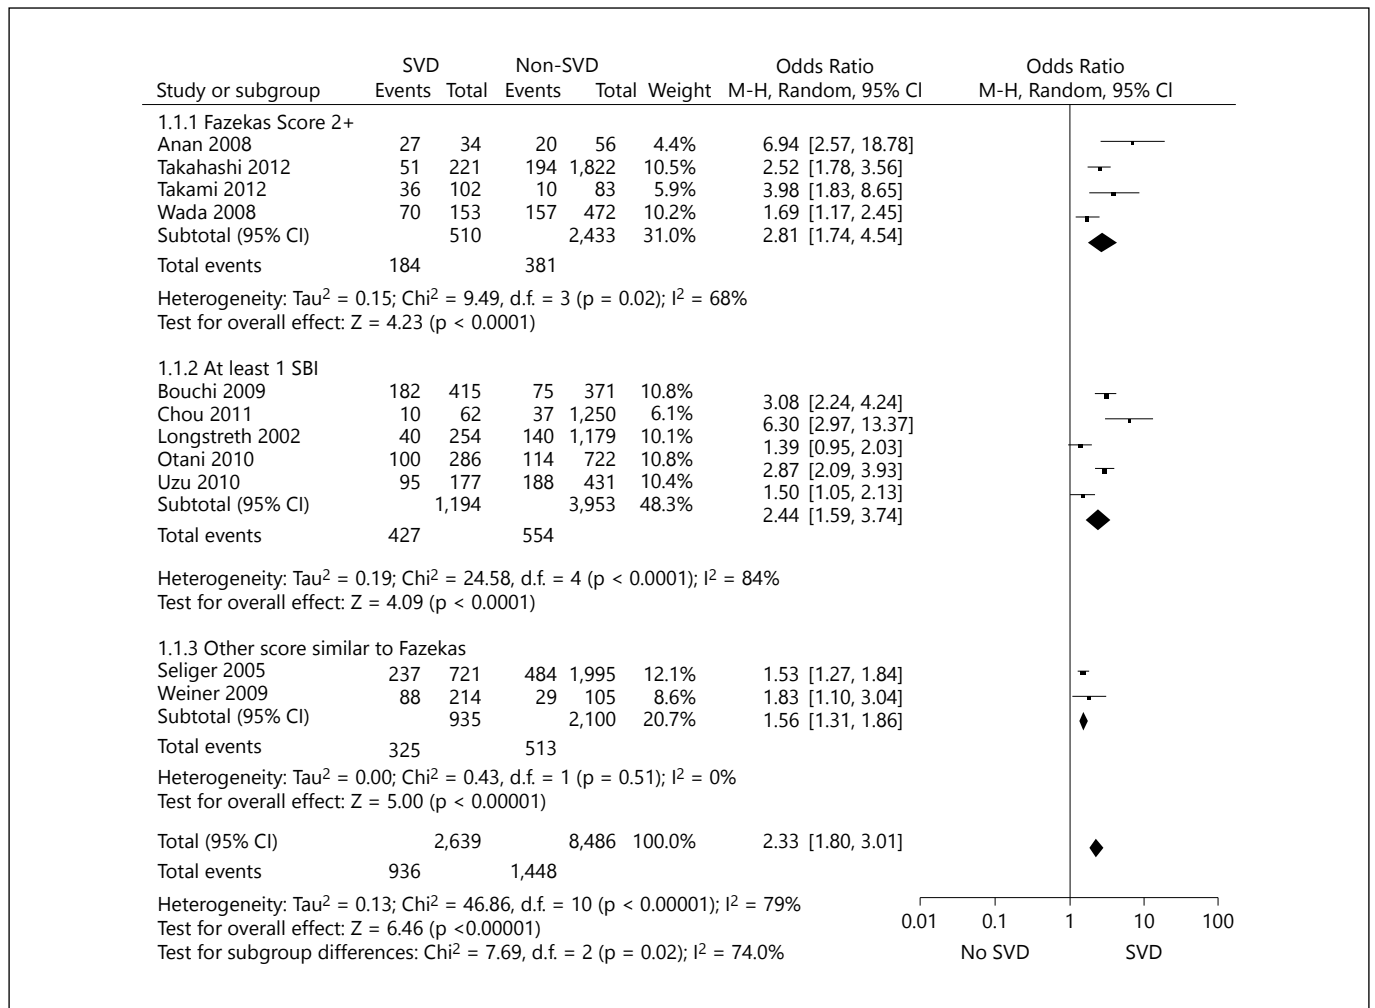 SVD Non-SVD Odds Ratio Odds Ratio
Study or subgroup Events Total Events Total Weight M-H, Random, 95% CI M-H, Random, 95% CI
1.1.1 Fazekas Score 2+
Anan 2008 27 34 20 56 4.4% 6.94 [2.57, 18.78]
Takahashi 2012 51 221 194 1,822 10.5% 2.52 [1.78, 3.56]
Takami 2012 36 102 10 83 5.9% 3.98 [1.83, 8.65]
Wada 2008 70 153 157 472 10.2% 1.69 [1.17, 2.45]
Subtotal (95% CI) 510 2,433 31.0% 2.81 [1.74, 4.54]
Total events 184 381
Heterogeneity: Tau² = 0.15; Chi² = 9.49, d.f. = 3 (p = 0.02); I² = 68%
Test for overall effect: Z = 4.23 (p < 0.0001)
1.1.2 At least 1 SBI
Bouchi 2009 182 415 75 371 10.8% 3.08 [2.24, 4.24]
Chou 2011 10 62 37 1,250 6.1% 6.30 [2.97, 13.37]
Longstreth 2002 40 254 140 1,179 10.1% 1.39 [0.95, 2.03]
Otani 2010 100 286 114 722 10.8% 2.87 [2.09, 3.93]
Uzu 2010 95 177 188 431 10.4% 1.50 [1.05, 2.13]
Subtotal (95% CI) 1,194 3,953 48.3% 2.44 [1.59, 3.74]
Total events 427 554
Heterogeneity: Tau² = 0.19; Chi² = 24.58, d.f. = 4 (p < 0.0001); I² = 84%
Test for overall effect: Z = 4.09 (p < 0.0001)
1.1.3 Other score similar to Fazekas
Seliger 2005 237 721 484 1,995 12.1% 1.53 [1.27, 1.84]
Weiner 2009 88 214 29 105 8.6% 1.83 [1.10, 3.04]
Subtotal (95% CI) 935 2,100 20.7% 1.56 [1.31, 1.86]
Total events 325 513
Heterogeneity: Tau² = 0.00; Chi² = 0.43, d.f. = 1 (p = 0.51); I² = 0%
Test for overall effect: Z = 5.00 (p < 0.00001)
Total (95% CI) 2,639 8,486 100.0% 2.33 [1.80, 3.01]
Total events 936 1,448
Heterogeneity: Tau² = 0.13; Chi² = 46.86, d.f. = 10 (p < 0.00001); I² = 79%
Test for overall effect: Z = 6.46 (p <0.00001)
Test for subgroup differences: Chi² = 7.69, d.f. = 2 (p = 0.02); I² = 74.0%
0.01 0.1 1 10 100
No SVD SVD